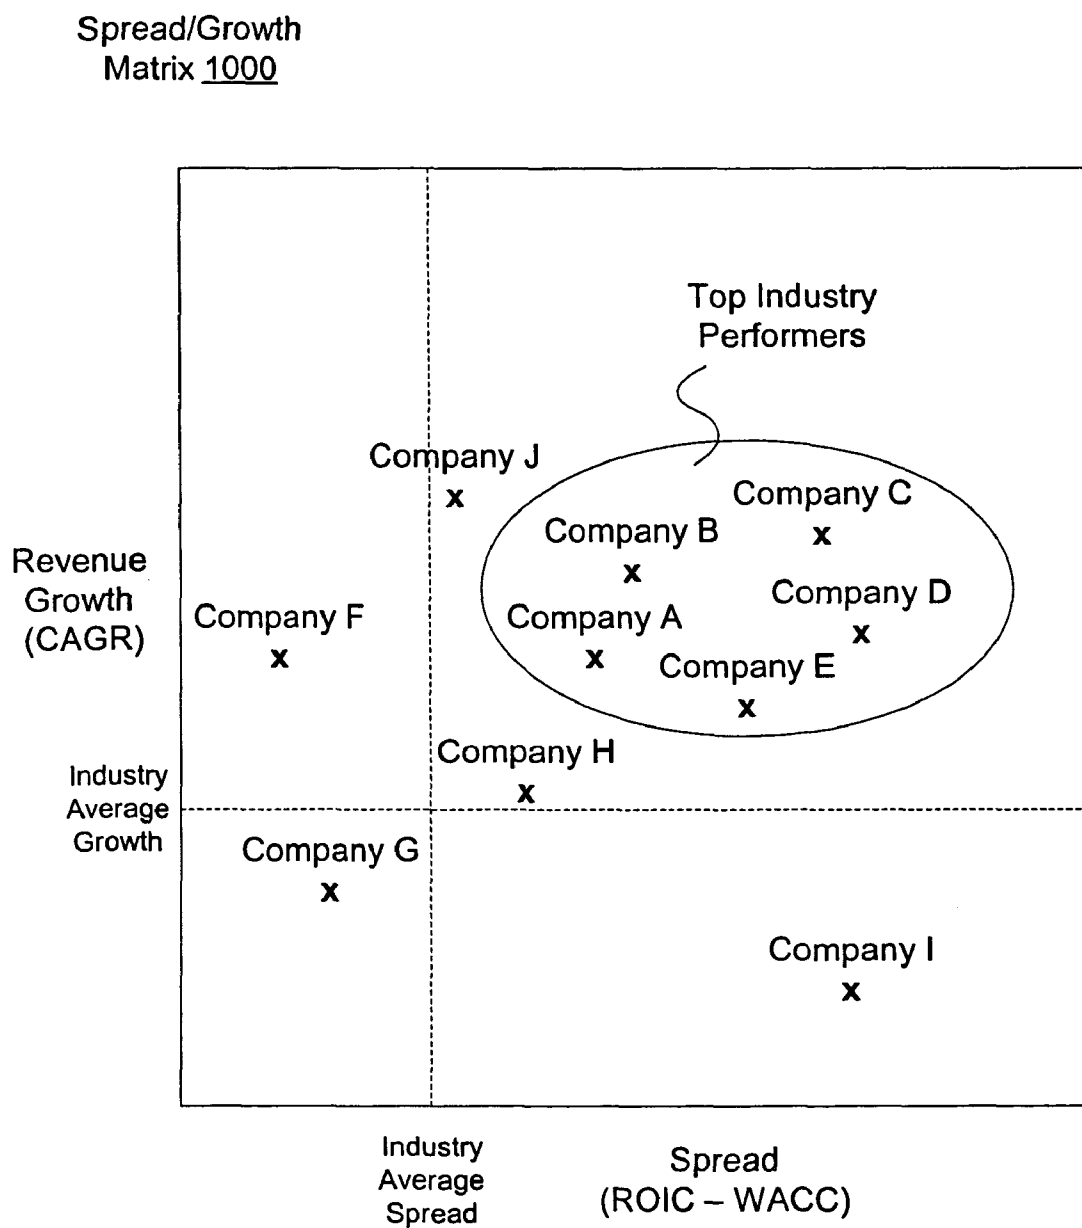 Spread/Growth
Matrix 1000
Top Industry
Performers
Company J
x
Company C
x
Company B
x
Company D
x
Revenue
Growth
(CAGR)
Company F
x
Company A
x
Company E
x
Company H
x
Industry
Average
Growth
Company G
x
Company I
x
Industry
Average
Spread
Spread
(ROIC – WACC)